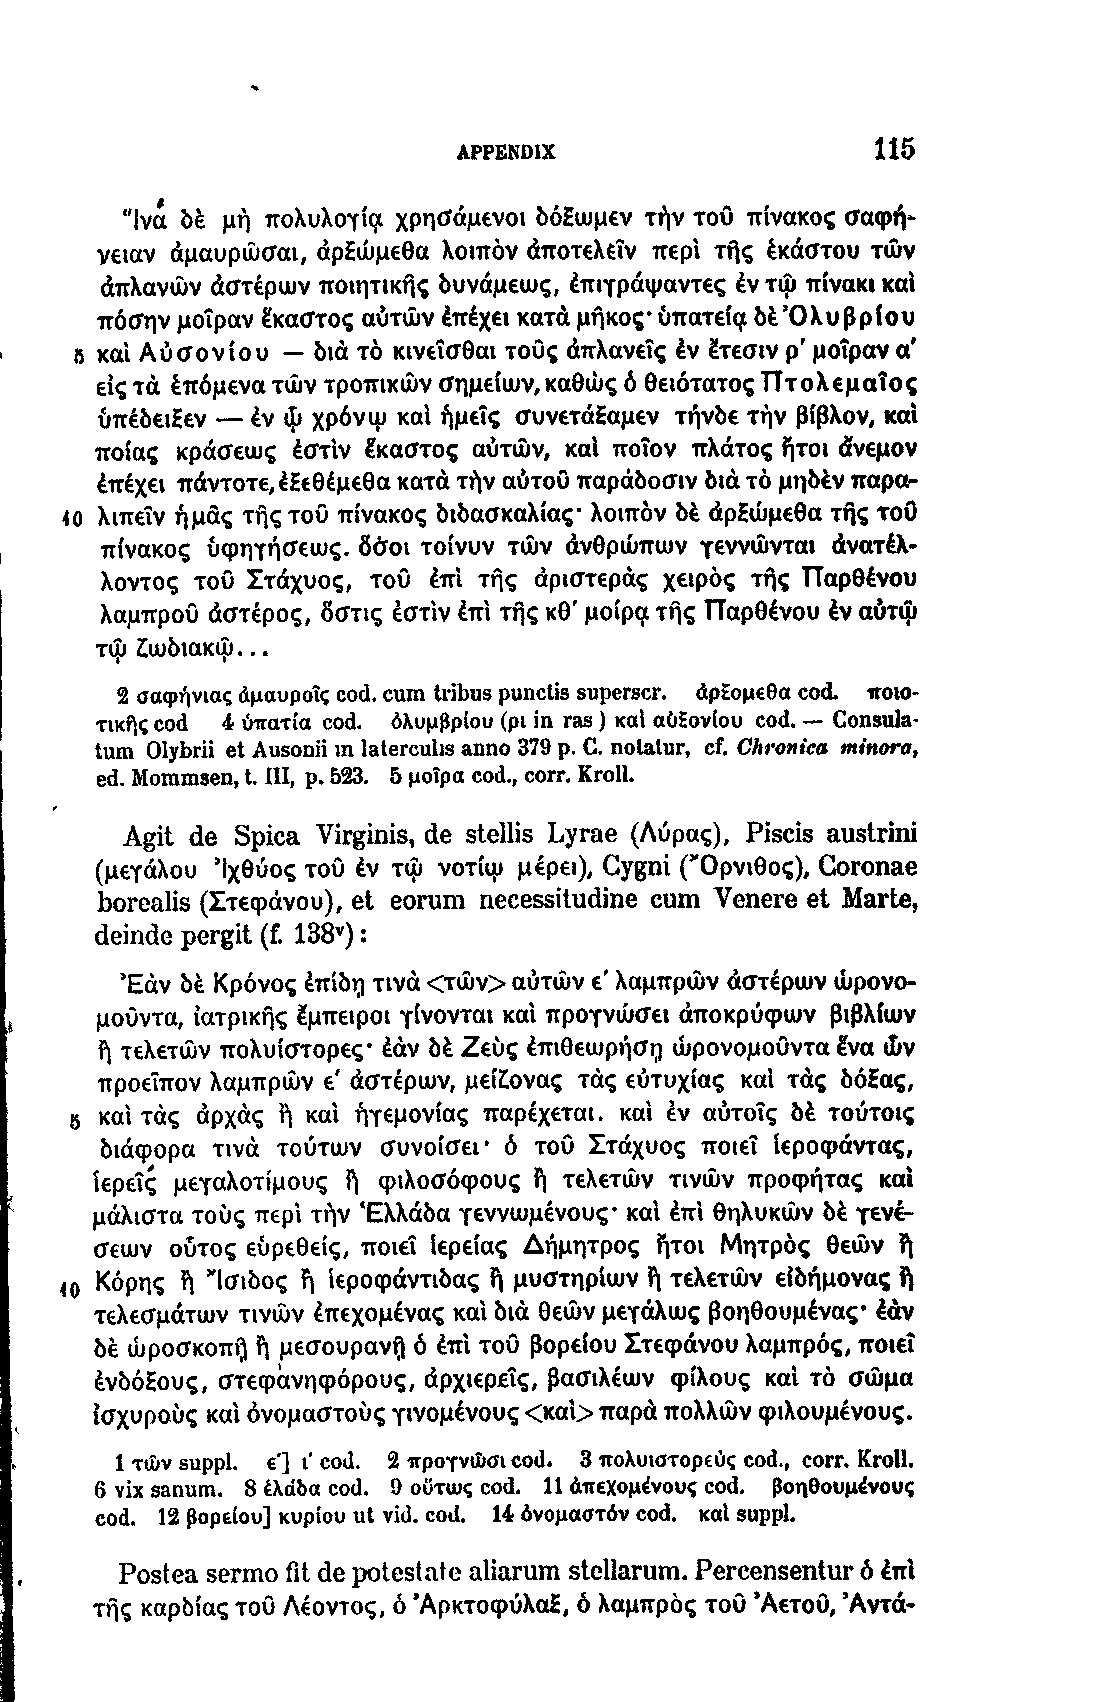 APPENDIX 115
Ἵνα δὲ μὴ πολυλογίᾳ χρησάμενοι δόξωμεν τὴν τοῦ πίνακος σαφή-
νειαν ἀμαυρῶσαι, ἀρξώμεθα λοιπὸν ἀποτελεῖν περὶ τῆς ἑκάστου τῶν
ἀπλανῶν ἀστέρων ποιητικῆς δυνάμεως, ἐπιγράψαντες ἐν τῷ πίνακι καὶ
πόσην μοῖραν ἕκαστος αὐτῶν ἐπέχει κατὰ μῆκος· ὑπατείᾳ δὲ Ὀλυβρίου
5 καὶ Αὐσονίου — διὰ τὸ κινεῖσθαι τοὺς ἀπλανεῖς ἐν ἔτεσιν ρ′ μοῖραν α′
εἰς τὰ ἑπόμενα τῶν τροπικῶν σημείων, καθὼς ὁ θειότατος Πτολεμαῖος
ὑπέδειξεν — ἐν ᾧ χρόνῳ καὶ ἡμεῖς συνετάξαμεν τήνδε τὴν βίβλον, καὶ
ποίας κράσεως ἐστὶν ἕκαστος αὐτῶν, καὶ ποῖον πλάτος ἤτοι ἄνεμον
ἐπέχει πάντοτε, ἐξεθέμεθα κατὰ τὴν αὐτοῦ παράδοσιν διὰ τὸ μηδὲν παρα-
10 λιπεῖν ἡμᾶς τῆς τοῦ πίνακος διδασκαλίας· λοιπὸν δὲ ἀρξώμεθα τῆς τοῦ
πίνακος ὑφηγήσεως. ὅσοι τοίνυν τῶν ἀνθρώπων γεννῶνται ἀνατέλ-
λοντος τοῦ Στάχυος, τοῦ ἐπὶ τῆς ἀριστερᾶς χειρὸς τῆς Παρθένου
λαμπροῦ ἀστέρος, ὅστις ἐστὶν ἐπὶ τῆς κθ′ μοίρᾳ τῆς Παρθένου ἐν αὐτῷ
τῷ ζωδιακῷ...
2 σαφήνιας ἀμαυροῖς cod. cum tribus punctis superscr. ἀρξομεθα cod. ποιο-
τικῆς cod 4 ὑπατία cod. ὀλυμβρίου (ρι in ras) καὶ αὐξονίου cod. — Consula-
tum Olybrii et Ausonii in laterculis anno 379 p. C. notatur, cf. Chronica minora,
ed. Mommsen, t. III, p. 523. 5 μοῖρα cod., corr. Kroll.
Agit de Spica Virginis, de stellis Lyrae (Λύρας), Piscis austrini
(μεγάλου Ἰχθύος τοῦ ἐν τῷ νοτίῳ μέρει), Cygni (Ὄρνιθος), Coronae
borealis (Στεφάνου), et eorum necessitudine cum Venere et Marte,
deinde pergit (f. 138ᵛ):
Ἐὰν δὲ Κρόνος ἐπίδῃ τινὰ <τῶν> αὐτῶν ε′ λαμπρῶν ἀστέρων ὡρονο-
μοῦντα, ἰατρικῆς ἔμπειροι γίνονται καὶ προγνώσει ἀποκρύφων βιβλίων
ἢ τελετῶν πολυίστορες· ἐὰν δὲ Ζεὺς ἐπιθεωρήσῃ ὡρονομοῦντα ἕνα ὧν
προεῖπον λαμπρῶν ε′ ἀστέρων, μείζονας τὰς εὐτυχίας καὶ τὰς δόξας,
5 καὶ τὰς ἀρχὰς ἢ καὶ ἡγεμονίας παρέχεται. καὶ ἐν αὐτοῖς δὲ τούτοις
διάφορα τινὰ τούτων συνοίσει· ὁ τοῦ Στάχυος ποιεῖ ἱεροφάντας,
ἱερεῖς μεγαλοτίμους ἢ φιλοσόφους ἢ τελετῶν τινῶν προφήτας καὶ
μάλιστα τοὺς περὶ τὴν Ἑλλάδα γεννωμένους· καὶ ἐπὶ θηλυκῶν δὲ γενέ-
σεων οὗτος εὑρεθείς, ποιεῖ ἱερείας Δήμητρος ἤτοι Μητρὸς θεῶν ἢ
10 Κόρης ἢ Ἴσιδος ἢ ἱεροφάντιδας ἢ μυστηρίων ἢ τελετῶν εἰδήμονας ἢ
τελεσμάτων τινῶν ἐπεχομένας καὶ διὰ θεῶν μεγάλως βοηθουμένας· ἐὰν
δὲ ὡροσκοπῇ ἢ μεσουρανῇ ὁ ἐπὶ τοῦ βορείου Στεφάνου λαμπρός, ποιεῖ
ἐνδόξους, στεφανηφόρους, ἀρχιερεῖς, βασιλέων φίλους καὶ τὸ σῶμα
ἰσχυροὺς καὶ ὀνομαστοὺς γινομένους <καὶ> παρὰ πολλῶν φιλουμένους.
1 τῶν suppl. ε′] ι′ cod. 2 προγνῶσι cod. 3 πολυιστορεὺς cod., corr. Kroll.
6 vix sanum. 8 ἑλάδα cod. 9 οὕτως cod. 11 ἀπεχομένους cod. βοηθουμένους
cod. 12 βορείου] κυρίου ut vid. cod. 14 ὀνομαστόν cod. καὶ suppl.
Postea sermo fit de potestate aliarum stellarum. Percensentur ὁ ἐπὶ
τῆς καρδίας τοῦ Λέοντος, ὁ Ἀρκτοφύλαξ, ὁ λαμπρὸς τοῦ Ἀετοῦ, Ἀντά-